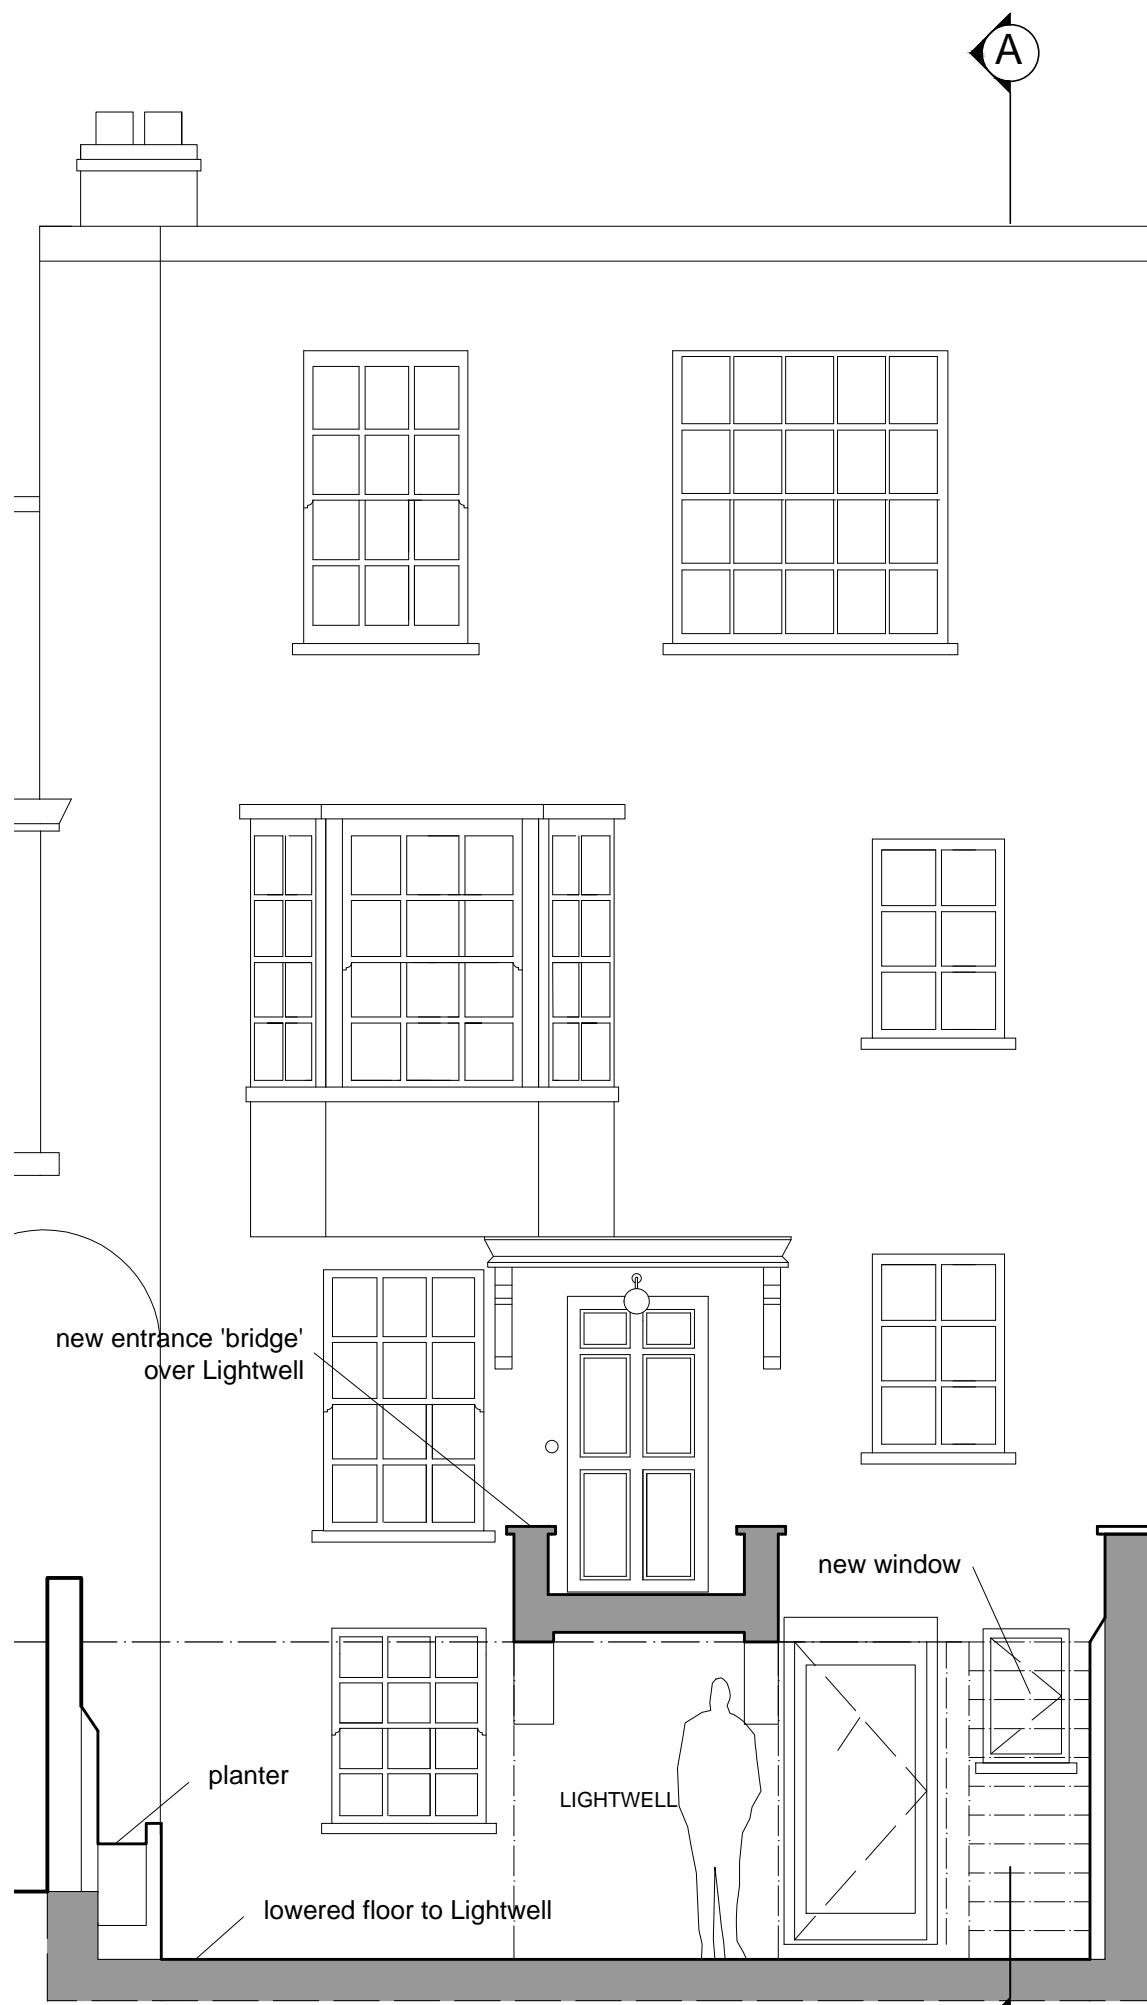 A
new entrance 'bridge'
over Lightwell
new window
planter
LIGHTWELL
lowered floor to Lightwell